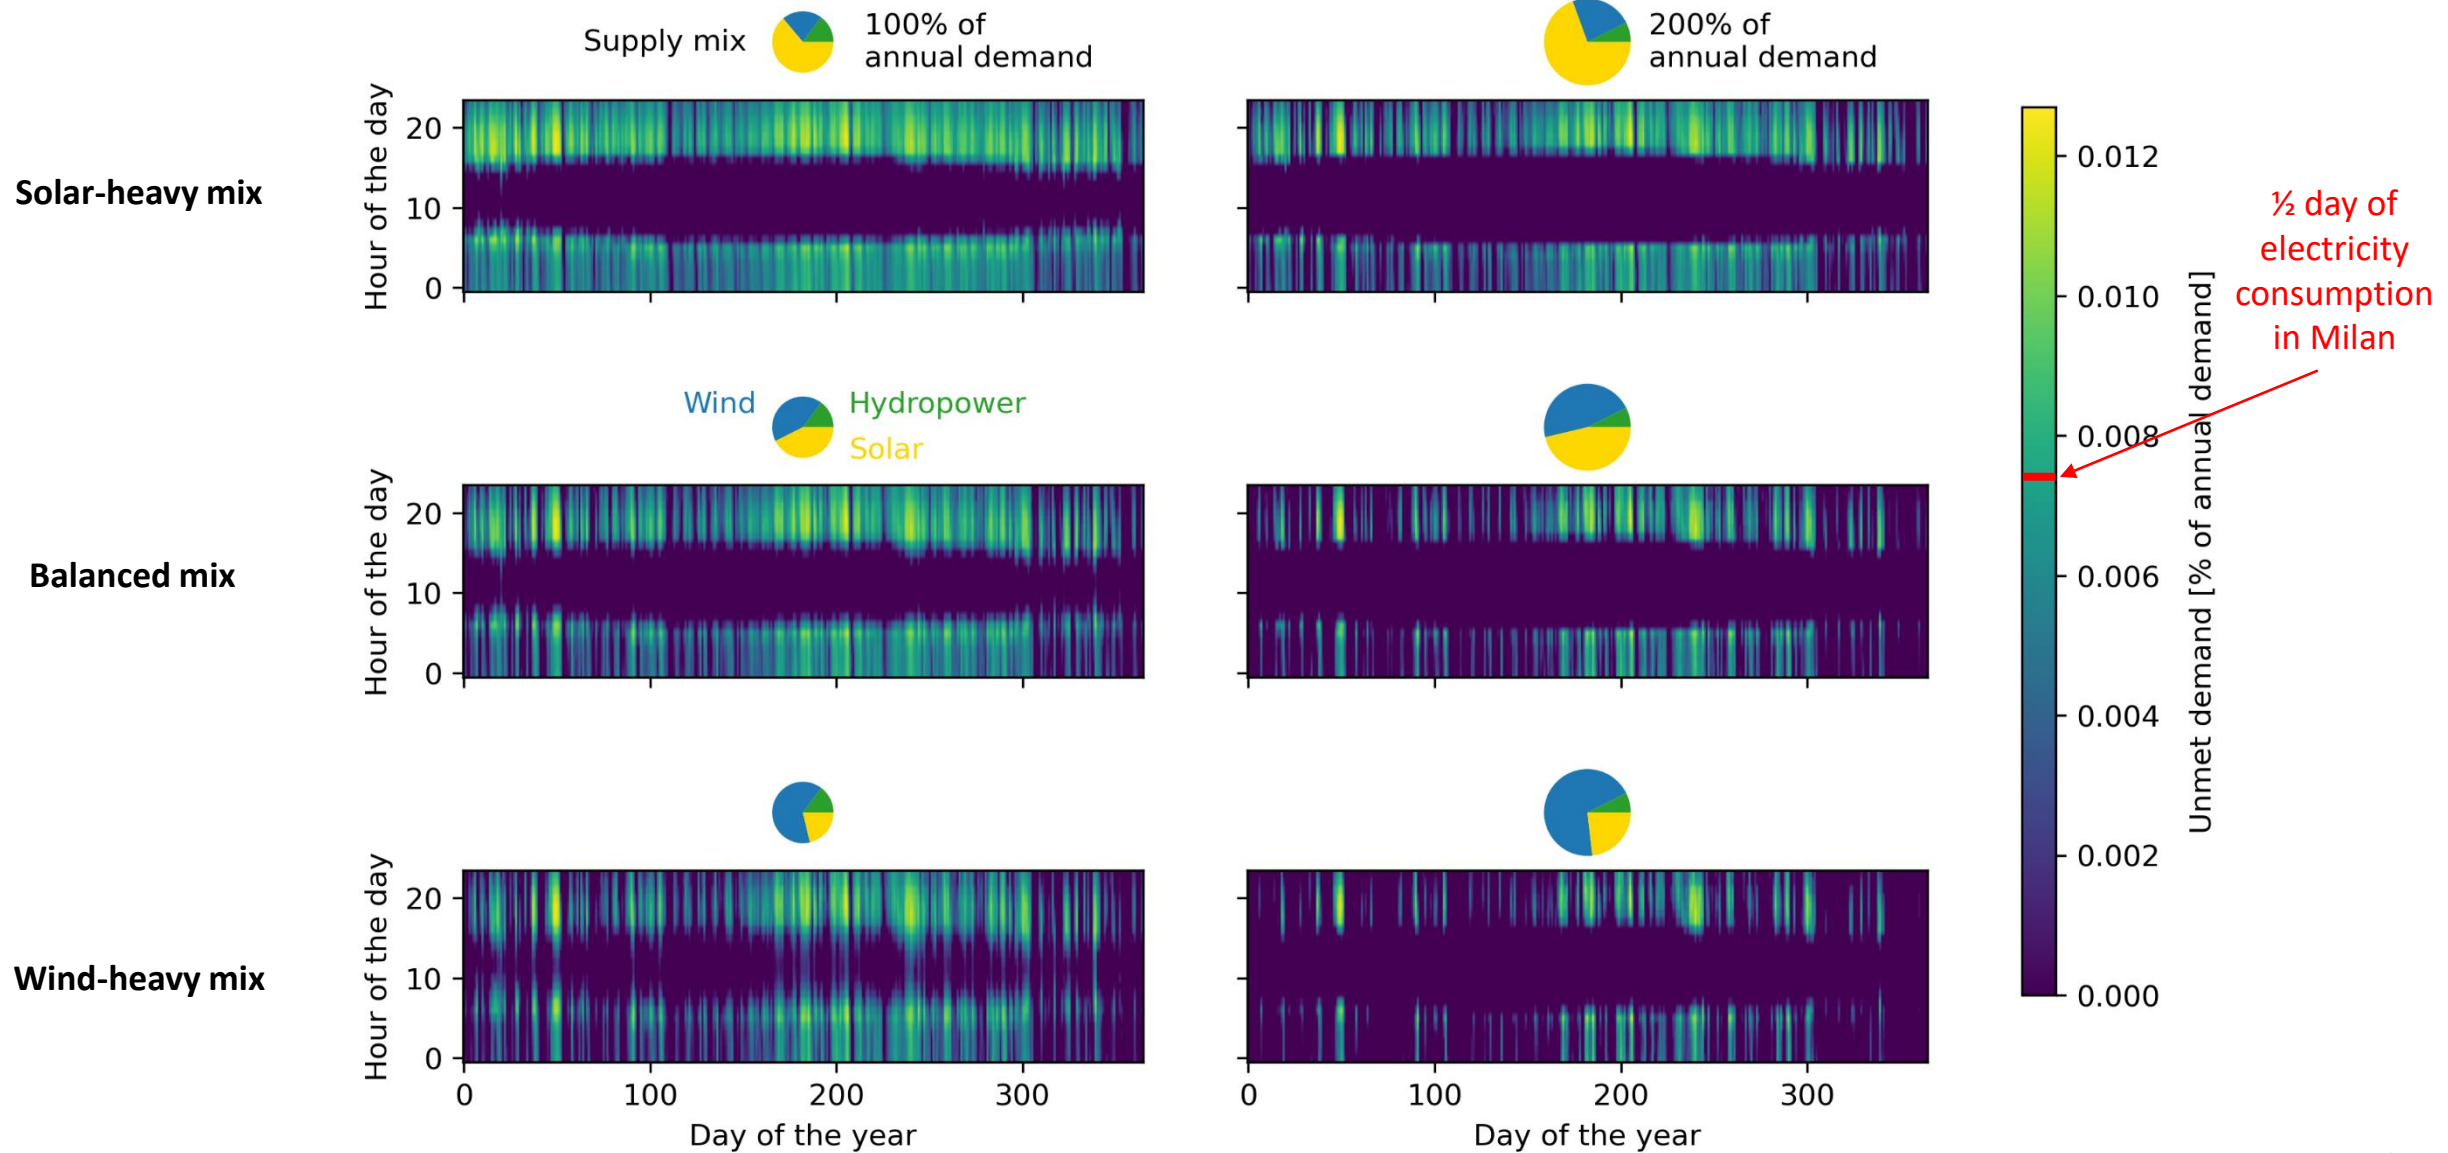 Supply mix
100% of
annual demand
200% of
annual demand
Solar-heavy mix
Hour of the day
20
10
0
0.012
0.010
0.008
0.006
0.004
0.002
0.000
Unmet demand [% of annual demand]
½ day of
electricity
consumption
in Milan
Wind
Hydropower
Solar
Balanced mix
Hour of the day
20
10
0
Wind-heavy mix
Hour of the day
20
10
0
0 100 200 300
Day of the year
0 100 200 300
Day of the year